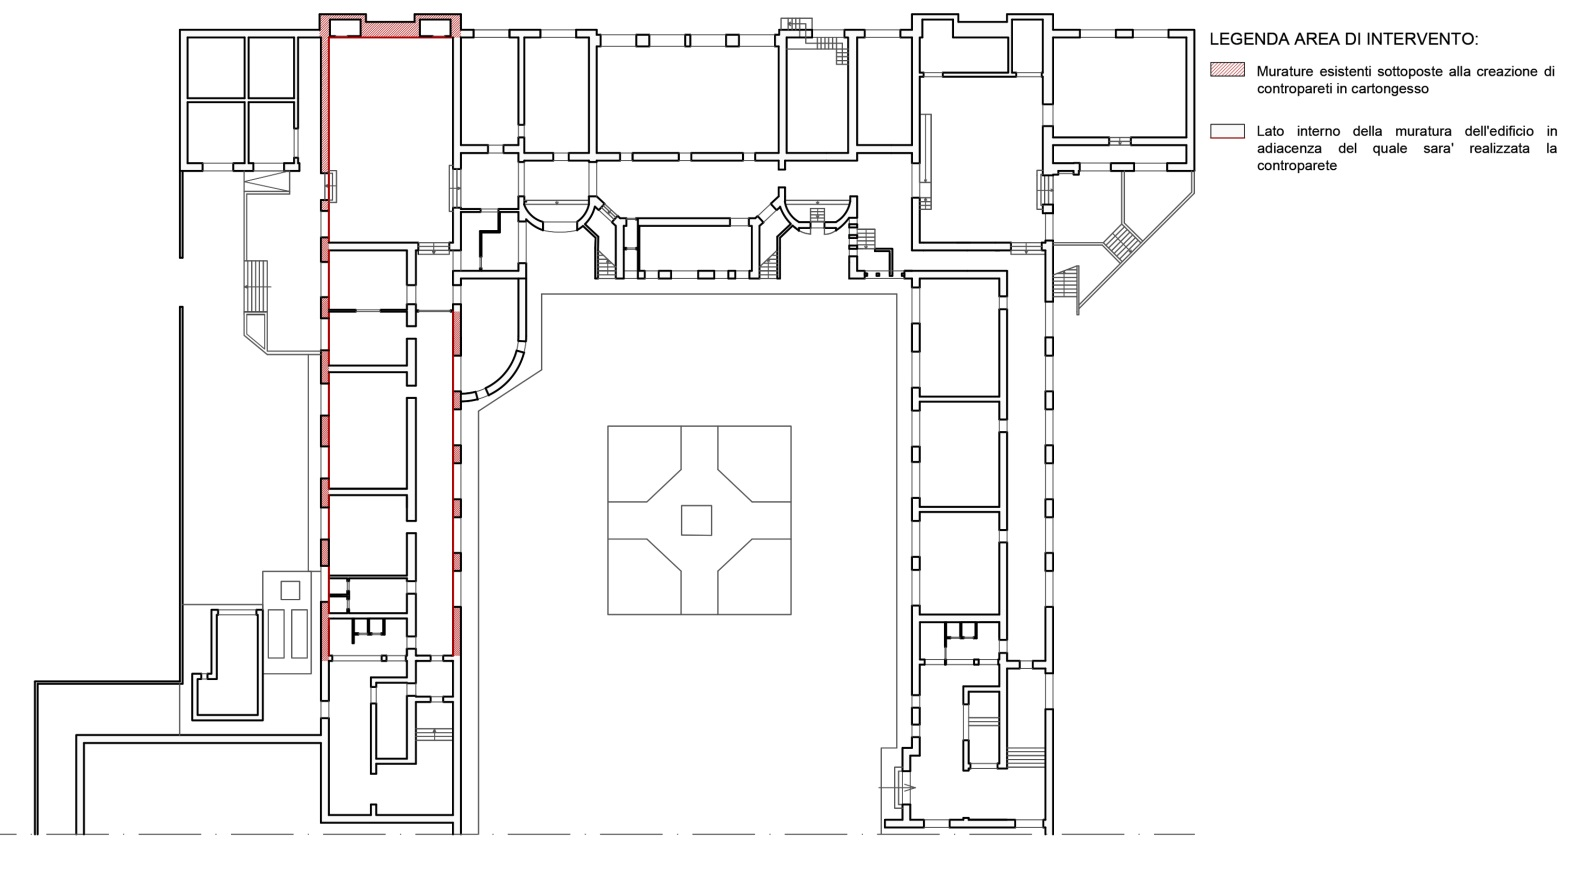 LEGENDA AREA DI INTERVENTO:
Murature esistenti sottoposte alla creazione di
contropareti in cartongesso
Lato interno della muratura dell'edificio in
adiacenza del quale sara' realizzata la
controparete